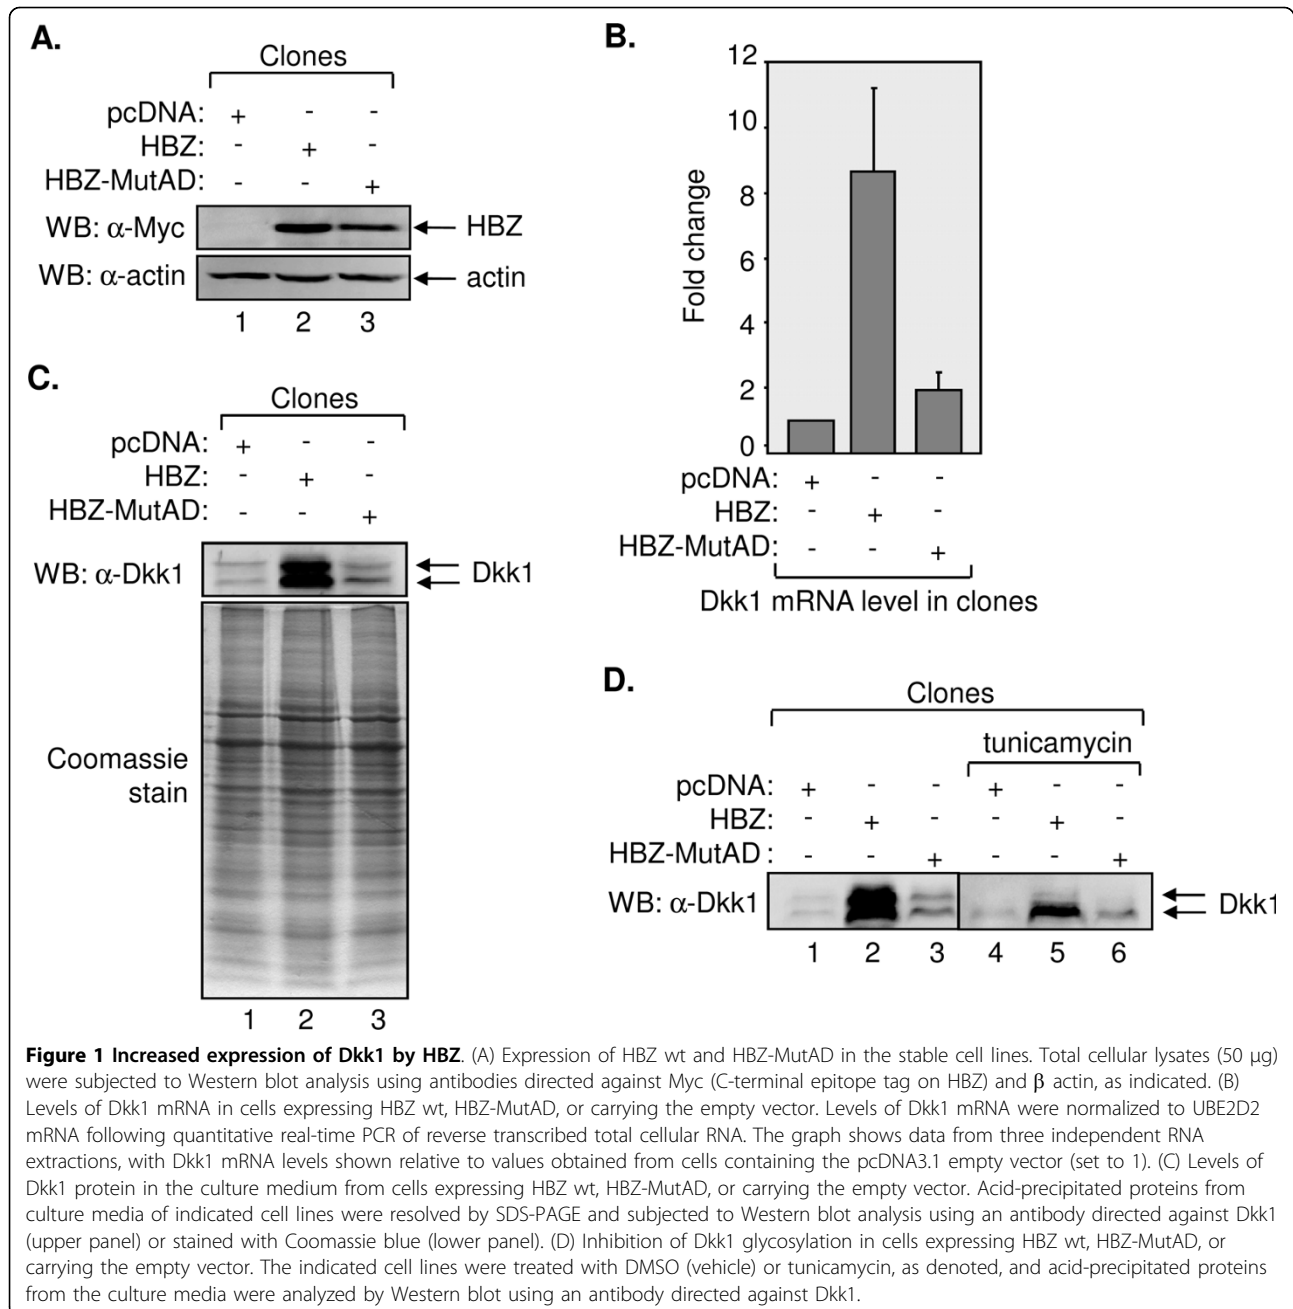 A.
Clones
pcDNA: + - -
HBZ: - + -
HBZ-MutAD: - - +
WB: α-Myc HBZ
WB: α-actin actin
1 2 3
B.
12
10
8
6
4
2
0
Fold change
pcDNA: + - -
HBZ: - + -
HBZ-MutAD: - - +
Dkk1 mRNA level in clones
C.
Clones
pcDNA: + - -
HBZ: - + -
HBZ-MutAD: - - +
WB: α-Dkk1 Dkk1
Coomassie
stain
1 2 3
D.
Clones
tunicamycin
pcDNA: + - - + - -
HBZ: - + - - + -
HBZ-MutAD : - - + - - +
WB: α-Dkk1 Dkk1
1 2 3 4 5 6
Figure 1 Increased expression of Dkk1 by HBZ. (A) Expression of HBZ wt and HBZ-MutAD in the stable cell lines. Total cellular lysates (50 μg)
were subjected to Western blot analysis using antibodies directed against Myc (C-terminal epitope tag on HBZ) and β actin, as indicated. (B)
Levels of Dkk1 mRNA in cells expressing HBZ wt, HBZ-MutAD, or carrying the empty vector. Levels of Dkk1 mRNA were normalized to UBE2D2
mRNA following quantitative real-time PCR of reverse transcribed total cellular RNA. The graph shows data from three independent RNA
extractions, with Dkk1 mRNA levels shown relative to values obtained from cells containing the pcDNA3.1 empty vector (set to 1). (C) Levels of
Dkk1 protein in the culture medium from cells expressing HBZ wt, HBZ-MutAD, or carrying the empty vector. Acid-precipitated proteins from
culture media of indicated cell lines were resolved by SDS-PAGE and subjected to Western blot analysis using an antibody directed against Dkk1
(upper panel) or stained with Coomassie blue (lower panel). (D) Inhibition of Dkk1 glycosylation in cells expressing HBZ wt, HBZ-MutAD, or
carrying the empty vector. The indicated cell lines were treated with DMSO (vehicle) or tunicamycin, as denoted, and acid-precipitated proteins
from the culture media were analyzed by Western blot using an antibody directed against Dkk1.